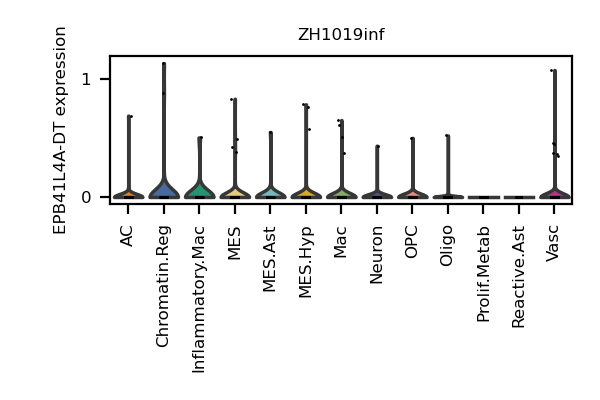 ZH1019inf
EPB41L4A-DT expression
1
0
AC
Chromatin.Reg
Inflammatory.Mac
MES
MES.Ast
MES.Hyp
Mac
Neuron
OPC
Oligo
Prolif.Metab
Reactive.Ast
Vasc